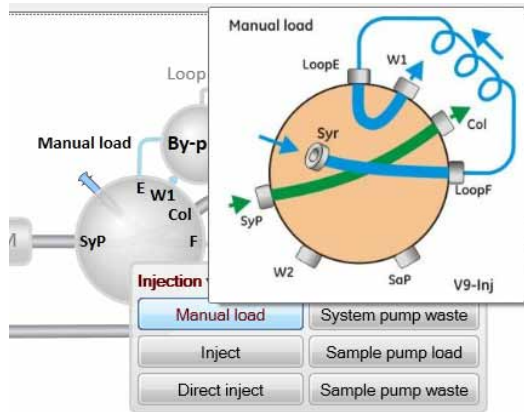 Manual load
LoopE
W1
Col
Syr
LoopF
SyP
W2
SaP
V9-Inj
Loop
Manual load
By-p
E
W1
Col
SyP
F
Injection
Manual load
System pump waste
Inject
Sample pump load
Direct inject
Sample pump waste